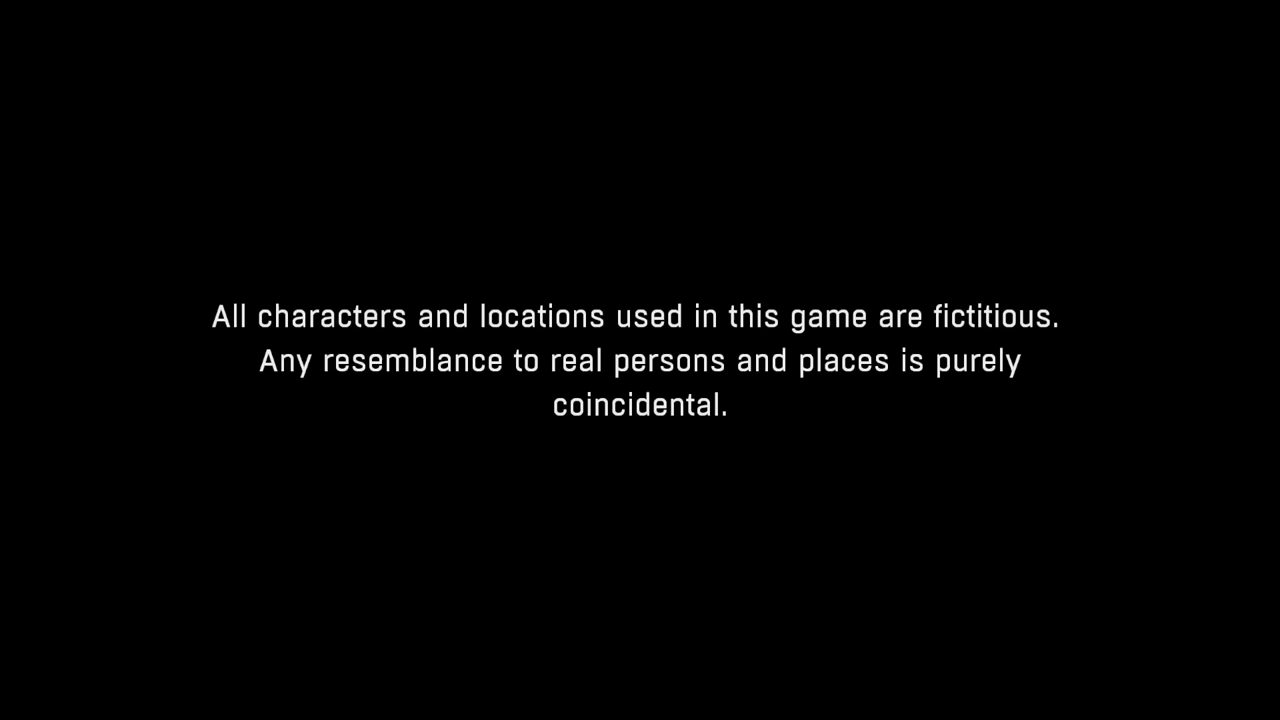 All characters and locations used in this game are fictitious.
Any resemblance to real persons and places is purely
coincidental.